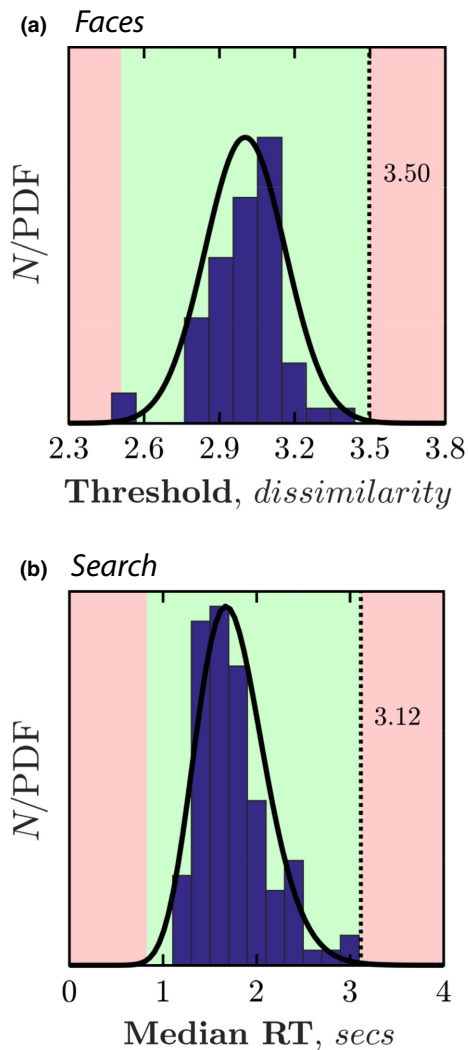 (a) Faces
N/PDF
3.50
2.3 2.6 2.9 3.2 3.5 3.8
Threshold, dissimilarity
(b) Search
N/PDF
3.12
0 1 2 3 4
Median RT, secs